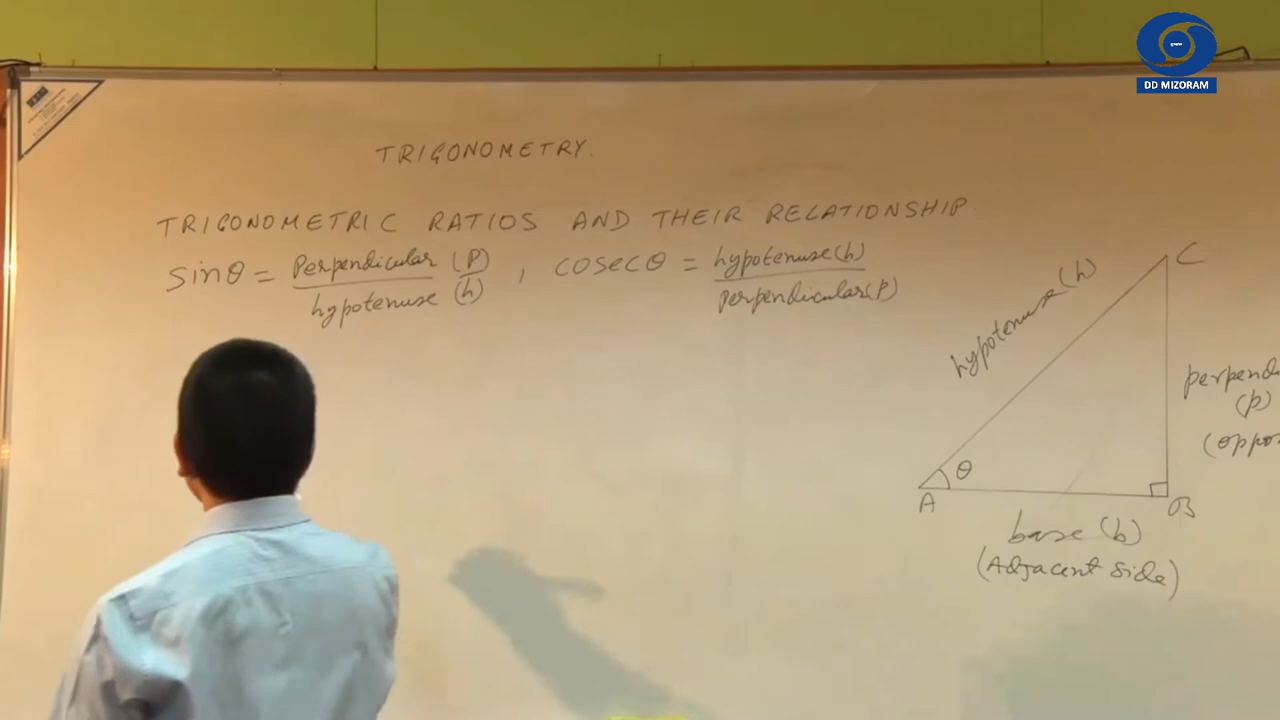 DD MIZORAM
TRIGONOMETRY.
TRIGONOMETRIC RATIOS AND THEIR RELATIONSHIP.
sinθ = Perpendicular (P) / hypotenuse (h) , cosecθ = hypotenuse (h) / Perpendicular (P)
C
hypotenuse (h)
perpend
(p)
(oppo
θ
A
B
base (b)
(Adjacent side)